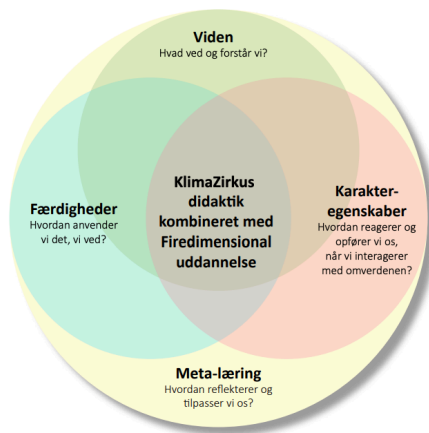 Viden
Hvad ved og forstår vi?
KlimaZirkus
didaktik
kombineret med
Firedimensional
uddannelse
Færdigheder
Hvordan anvender
vi det, vi ved?
Karakter-
egenskaber
Hvordan reagerer og
opfører vi os,
når vi interagerer
med omverdenen?
Meta-læring
Hvordan reflekterer og
tilpasser vi os?